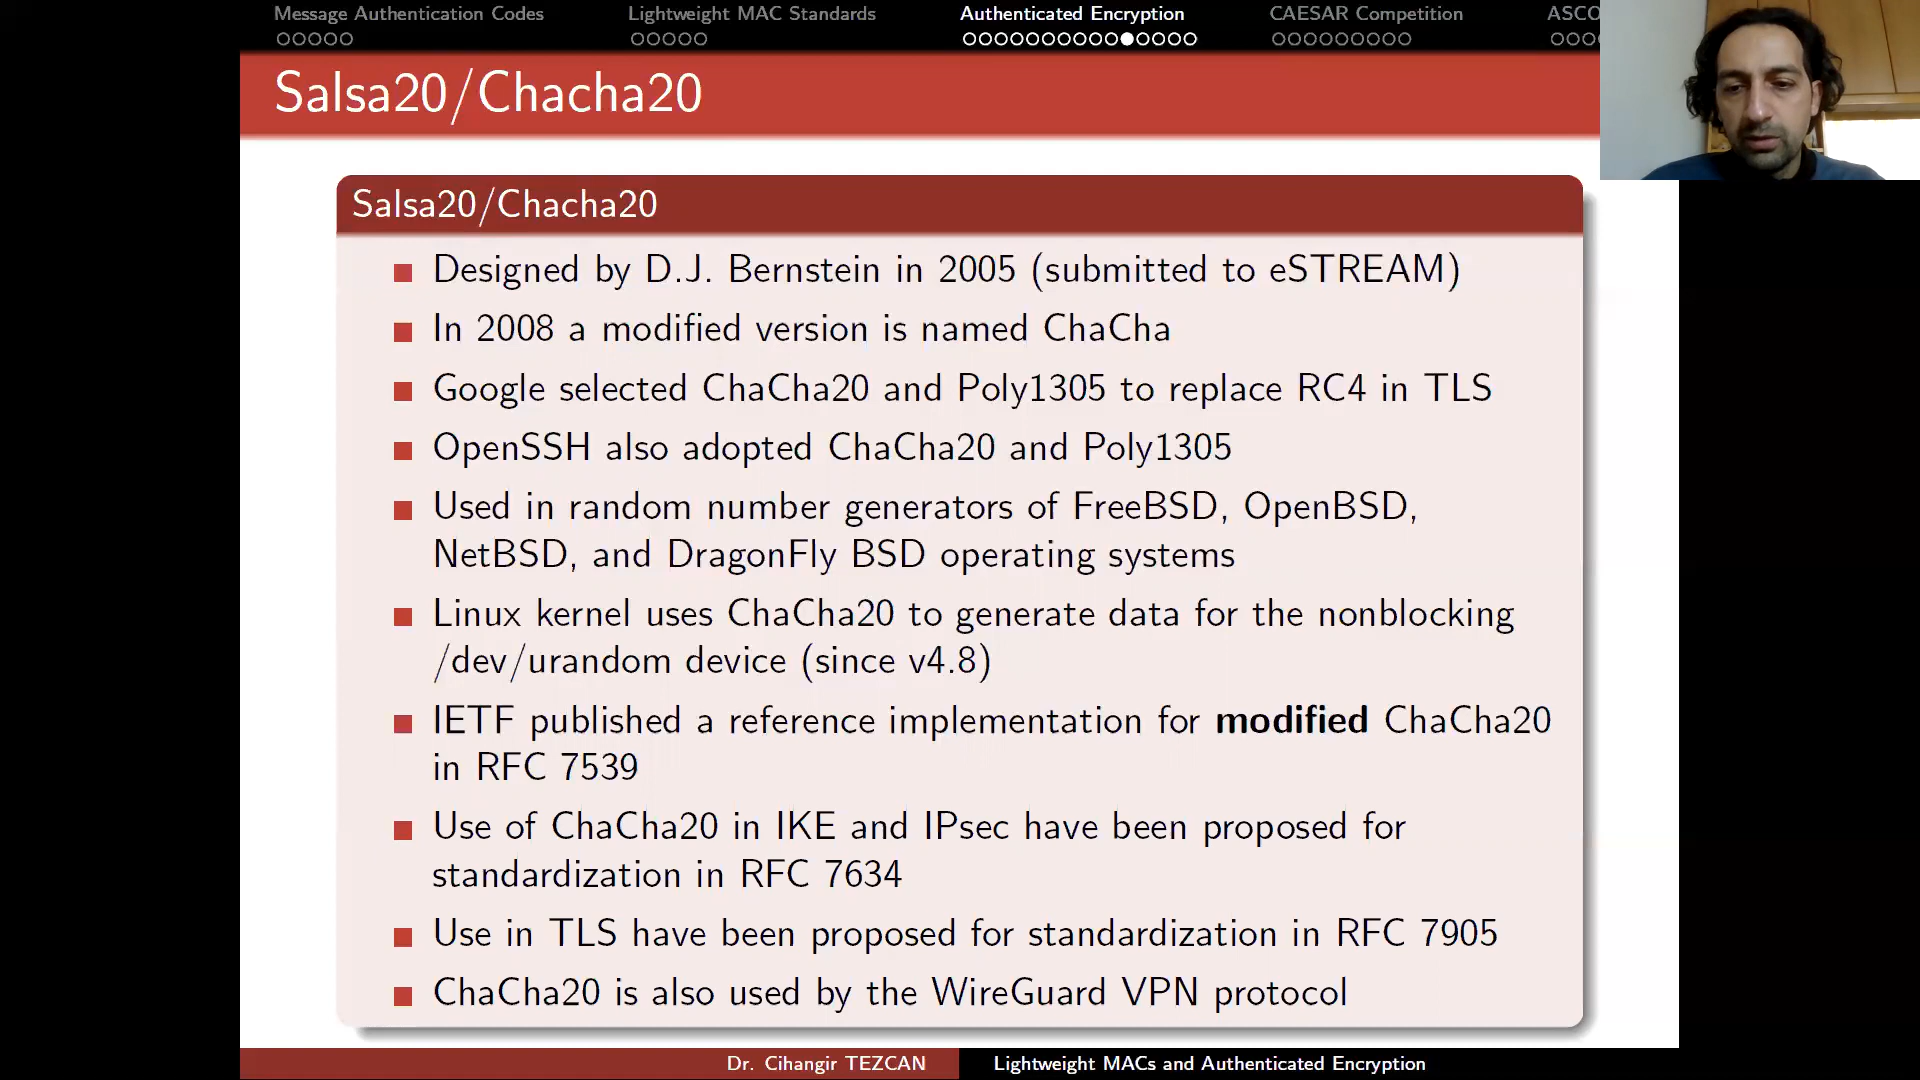 Message Authentication Codes
Lightweight MAC Standards
Authenticated Encryption
CAESAR Competition
ASCO
Salsa20/Chacha20
Salsa20/Chacha20
Designed by D.J. Bernstein in 2005 (submitted to eSTREAM)
In 2008 a modified version is named ChaCha
Google selected ChaCha20 and Poly1305 to replace RC4 in TLS
OpenSSH also adopted ChaCha20 and Poly1305
Used in random number generators of FreeBSD, OpenBSD,
NetBSD, and DragonFly BSD operating systems
Linux kernel uses ChaCha20 to generate data for the nonblocking
/dev/urandom device (since v4.8)
IETF published a reference implementation for modified ChaCha20
in RFC 7539
Use of ChaCha20 in IKE and IPsec have been proposed for
standardization in RFC 7634
Use in TLS have been proposed for standardization in RFC 7905
ChaCha20 is also used by the WireGuard VPN protocol
Dr. Cihangir TEZCAN
Lightweight MACs and Authenticated Encryption